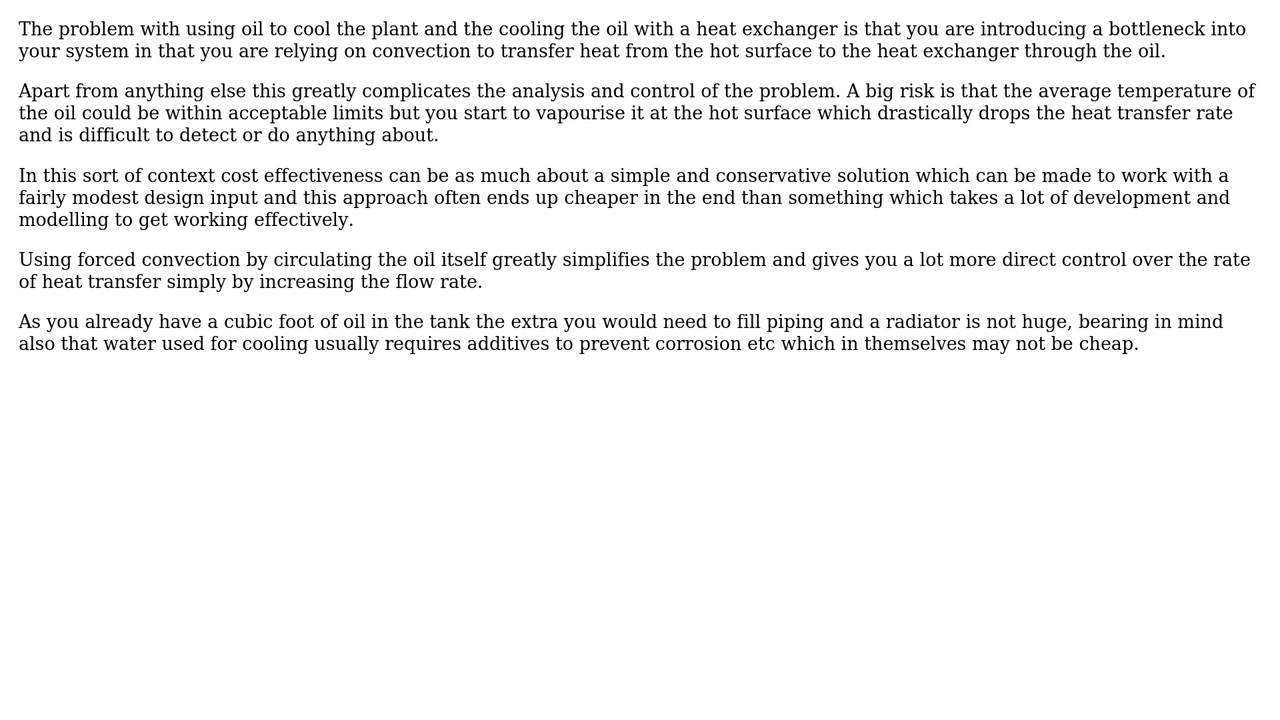 The problem with using oil to cool the plant and the cooling the oil with a heat exchanger is that you are introducing a bottleneck into
your system in that you are relying on convection to transfer heat from the hot surface to the heat exchanger through the oil.
Apart from anything else this greatly complicates the analysis and control of the problem. A big risk is that the average temperature of
the oil could be within acceptable limits but you start to vapourise it at the hot surface which drastically drops the heat transfer rate
and is difficult to detect or do anything about.
In this sort of context cost effectiveness can be as much about a simple and conservative solution which can be made to work with a
fairly modest design input and this approach often ends up cheaper in the end than something which takes a lot of development and
modelling to get working effectively.
Using forced convection by circulating the oil itself greatly simplifies the problem and gives you a lot more direct control over the rate
of heat transfer simply by increasing the flow rate.
As you already have a cubic foot of oil in the tank the extra you would need to fill piping and a radiator is not huge, bearing in mind
also that water used for cooling usually requires additives to prevent corrosion etc which in themselves may not be cheap.